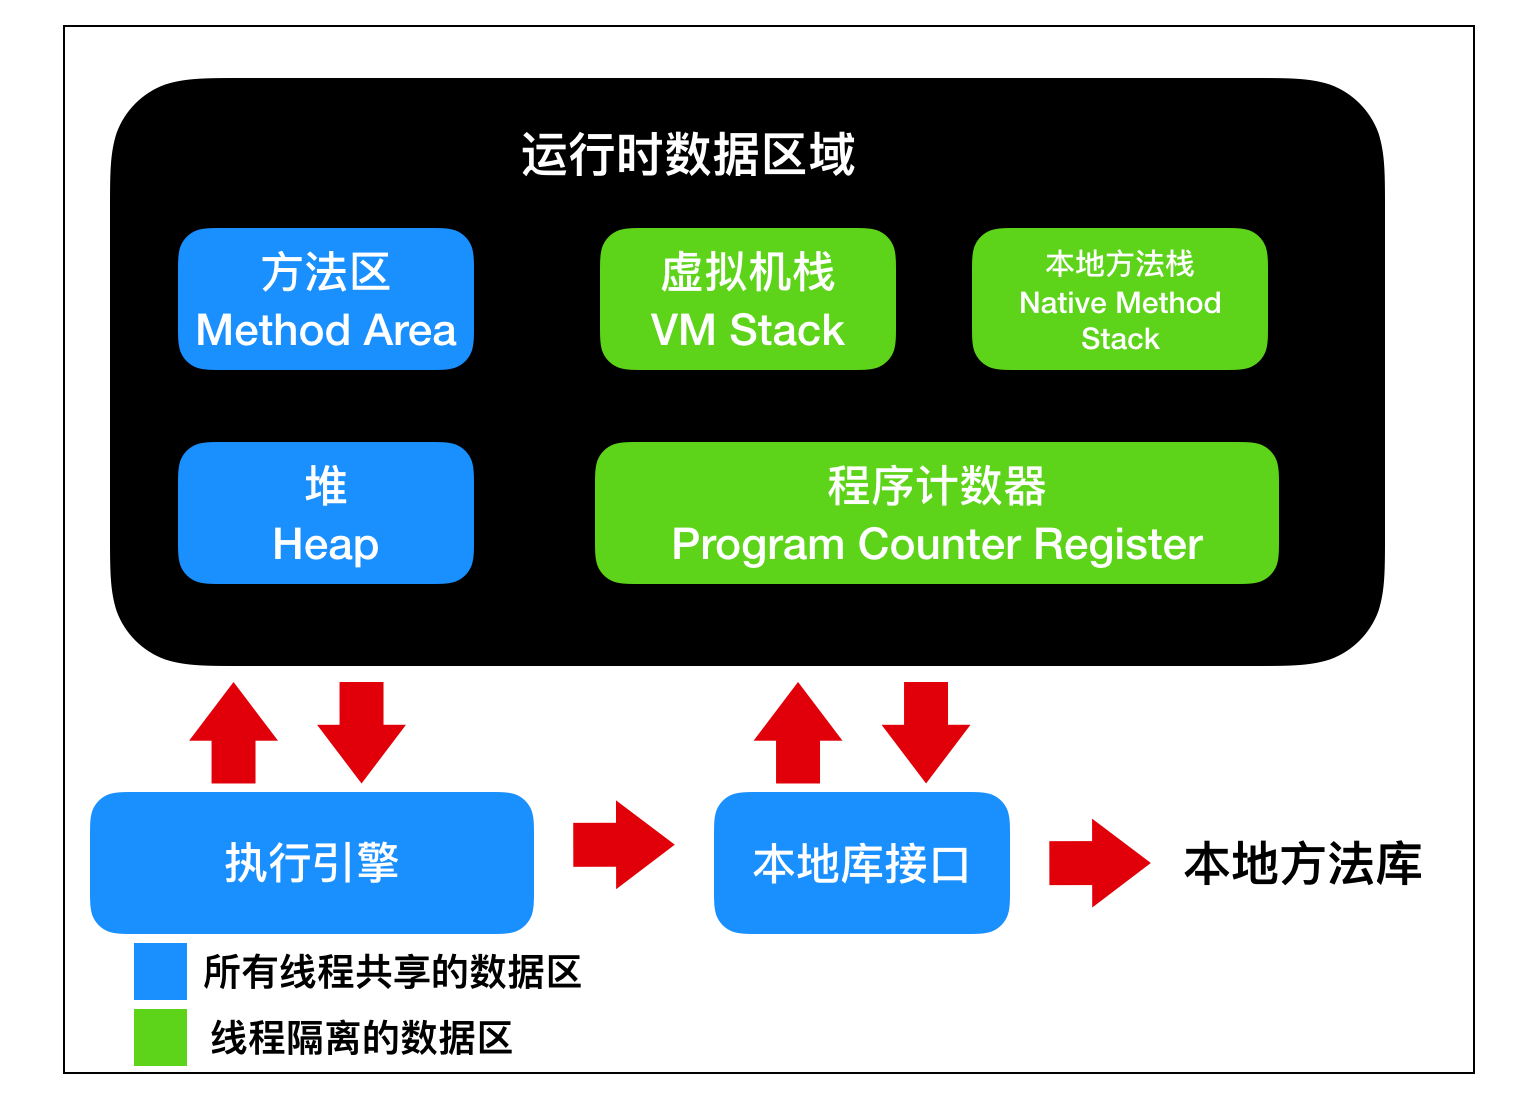 运行时数据区域
方法区
Method Area
虚拟机栈
VM Stack
本地方法栈
Native Method
Stack
堆
Heap
程序计数器
Program Counter Register
执行引擎
本地库接口
本地方法库
所有线程共享的数据区
线程隔离的数据区